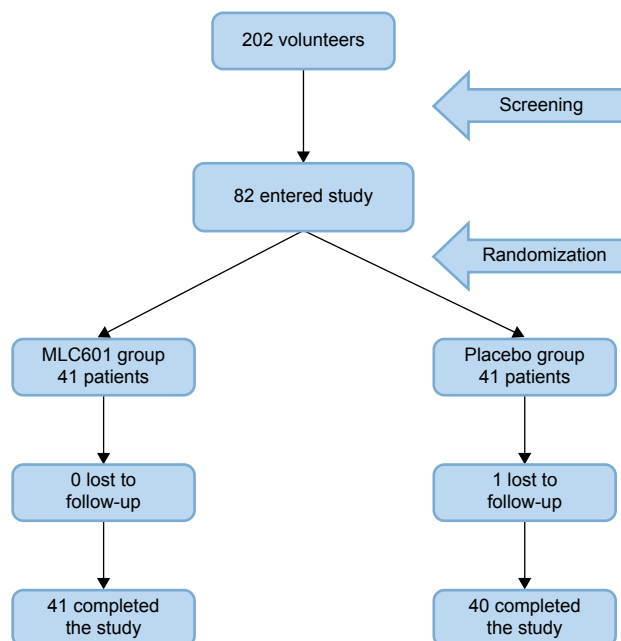 202 volunteers
Screening
82 entered study
Randomization
MLC601 group
41 patients
Placebo group
41 patients
0 lost to
follow-up
1 lost to
follow-up
41 completed
the study
40 completed
the study